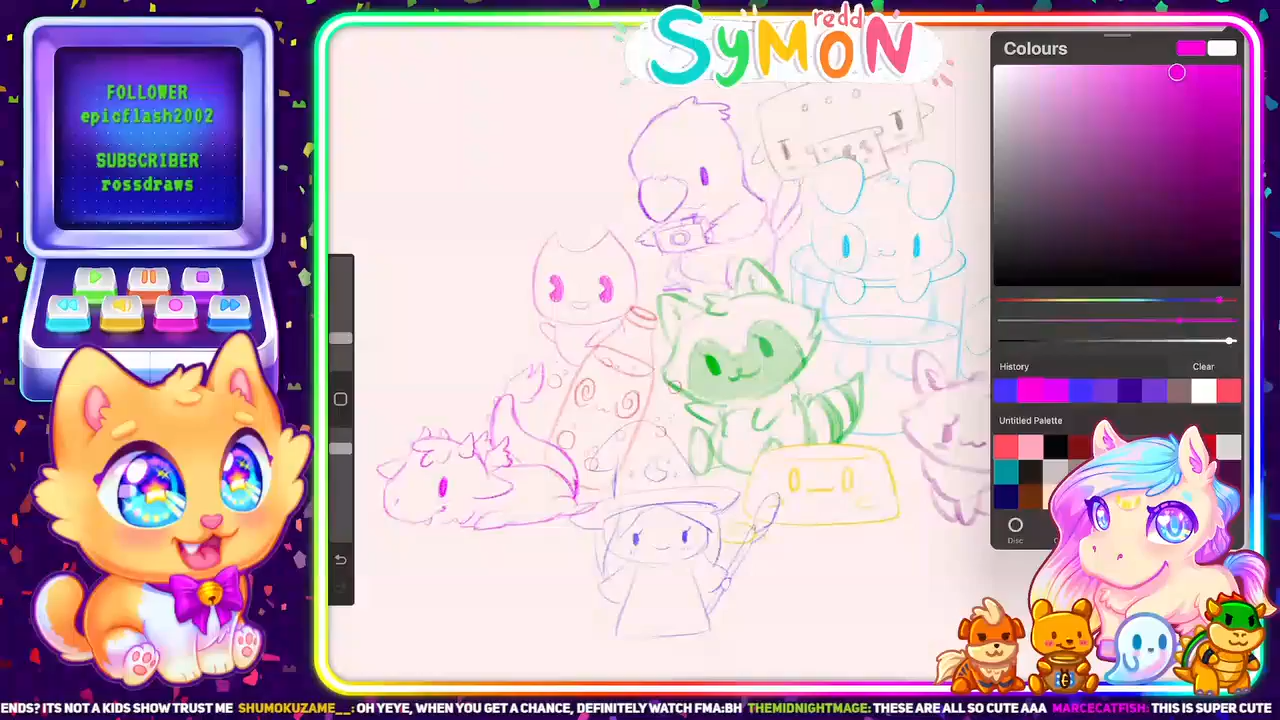 redd
SyMoN
FOLLOWER
epicflash2002
SUBSCRIBER
rossdraws
Colours
History
Clear
Untitled Palette
Disc
ENDS? ITS NOT A KIDS SHOW TRUST ME SHUMOKUZAME__: OH YEYE, WHEN YOU GET A CHANCE, DEFINITELY WATCH FMA:BH THEMIDNIGHTMAGE: THESE ARE ALL SO CUTE AAA MARCECATFISH: THIS IS SUPER CUTE